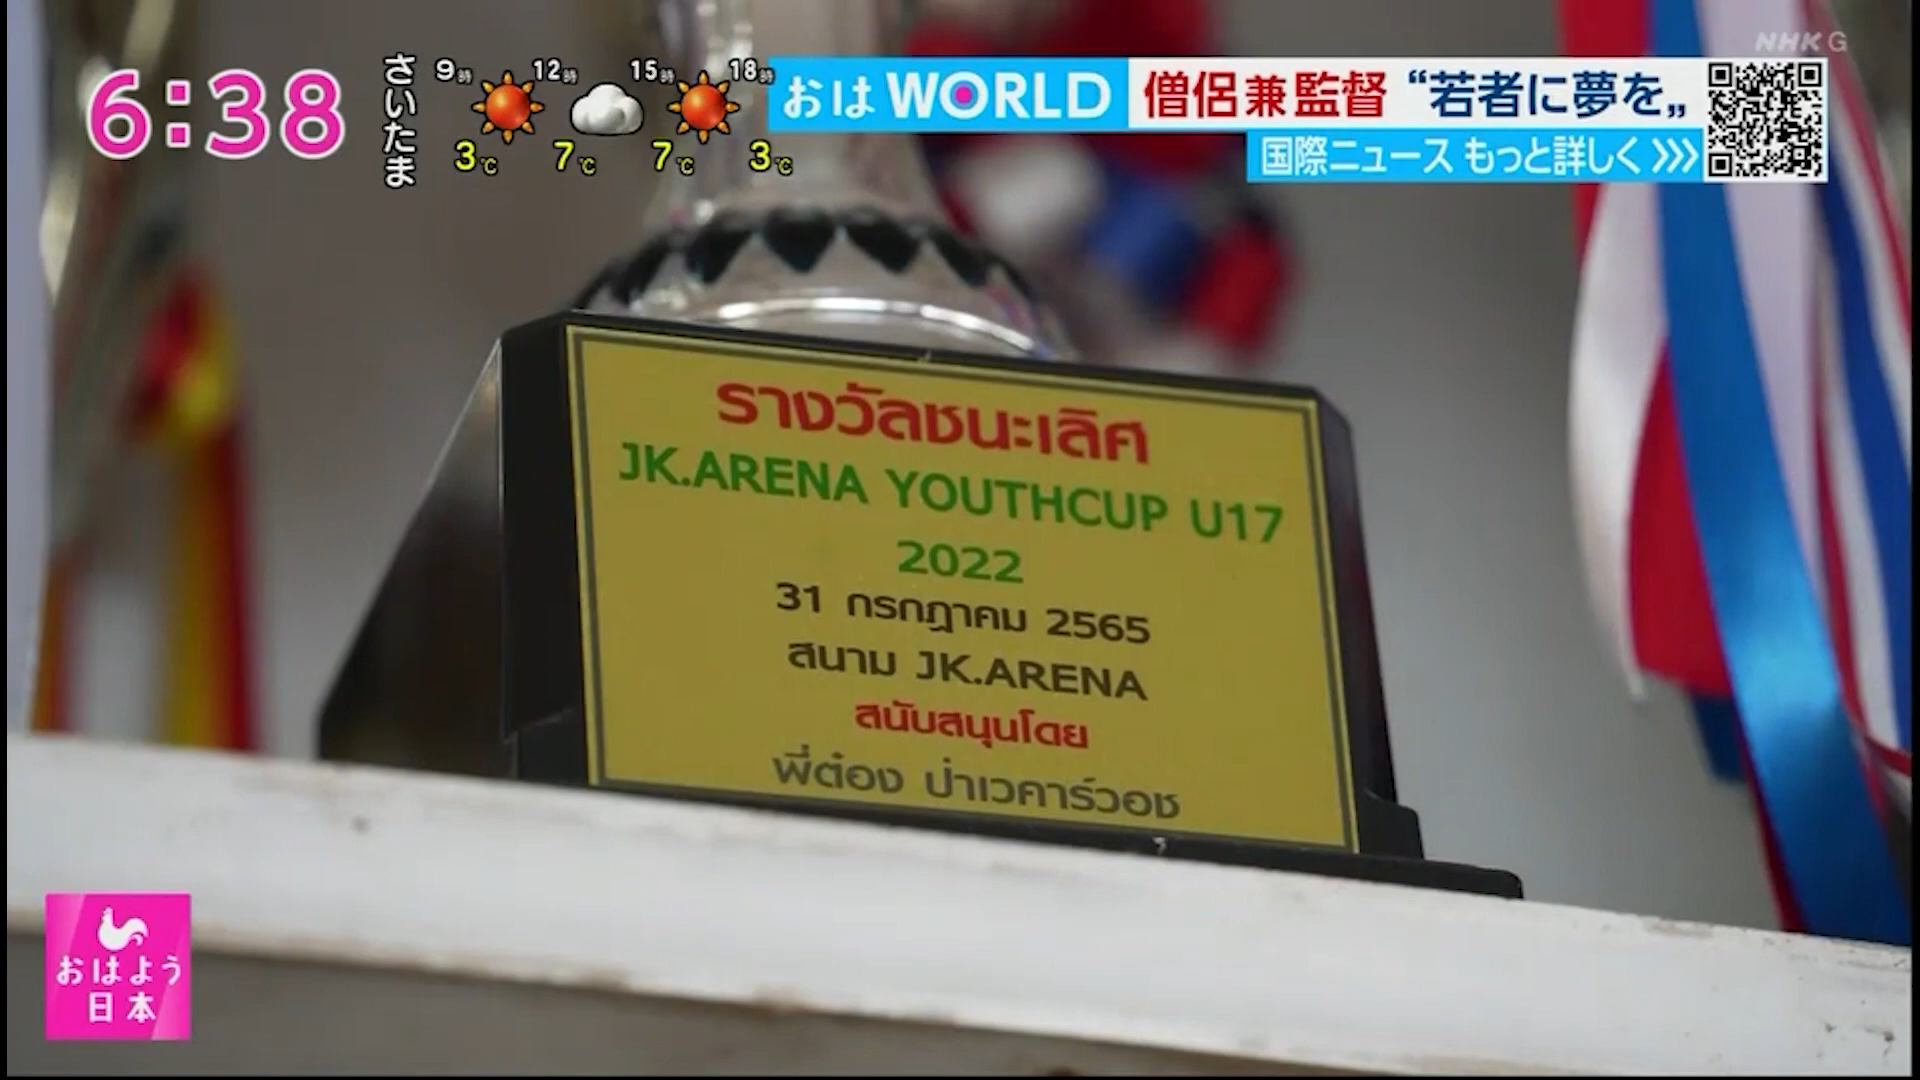 NHK G
6:38
さいたま
9時 12時 15時 18時
3℃ 7℃ 7℃ 3℃
おはWORLD 僧侶兼監督 “若者に夢を„
国際ニュース もっと詳しく
รางวัลชนะเลิศ
JK.ARENA YOUTHCUP U17
2022
31 กรกฎาคม 2565
สนาม JK.ARENA
สนับสนุนโดย
พี่ต๋อง ป่าเวคาร์วอช
おはよう
日本